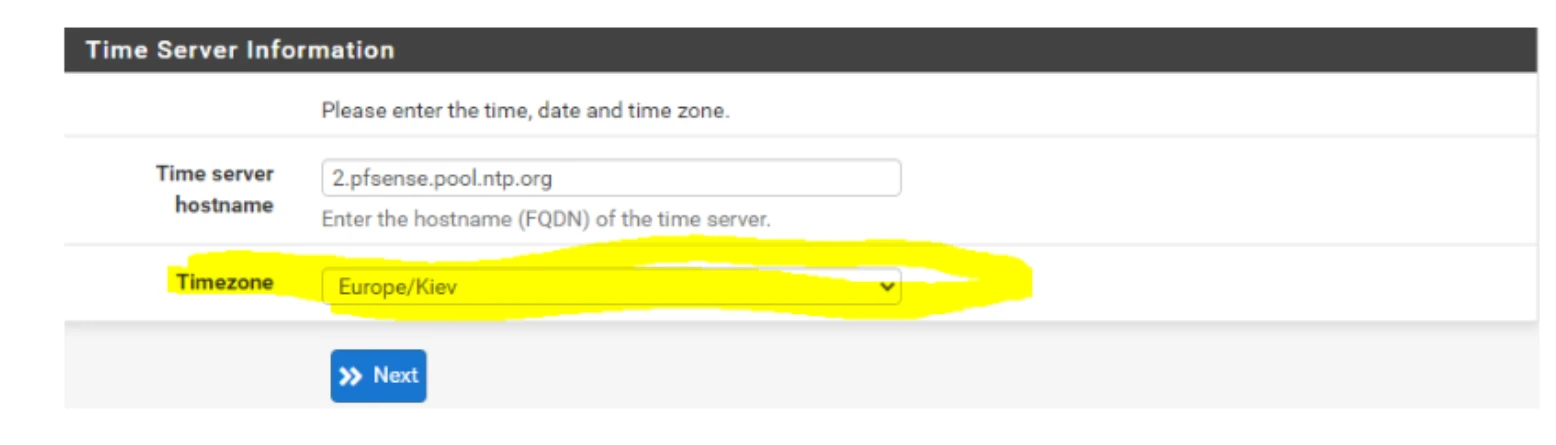 Time Server Information
Please enter the time, date and time zone.
Time server
hostname
2.pfsense.pool.ntp.org
Enter the hostname (FQDN) of the time server.
Timezone
Europe/Kiev
Next